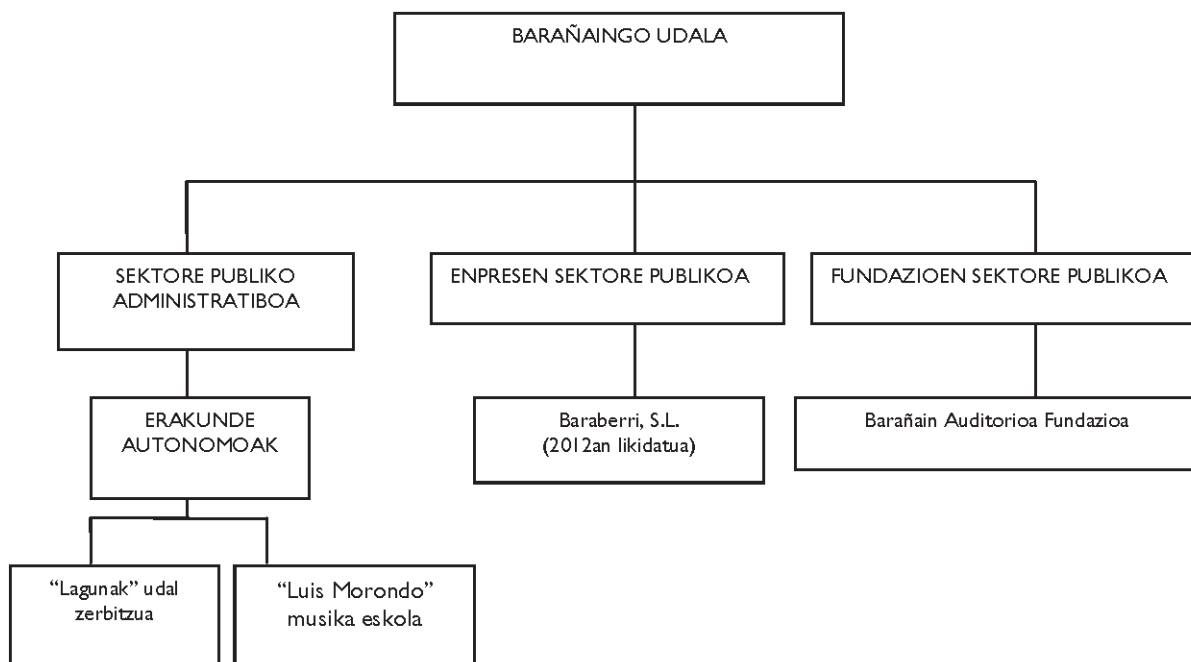 BARAÑAINGO UDALA
SEKTORE PUBLIKO
ADMINISTRATIBOA
ENPRESEN SEKTORE PUBLIKOA
FUNDAZIOEN SEKTORE PUBLIKOA
ERAKUNDE
AUTONOMOAK
Baraberri, S.L.
(2012an likidatua)
Barañain Auditorioa Fundazioa
“Lagunak” udal
zerbitzua
“Luis Morondo”
musika eskola